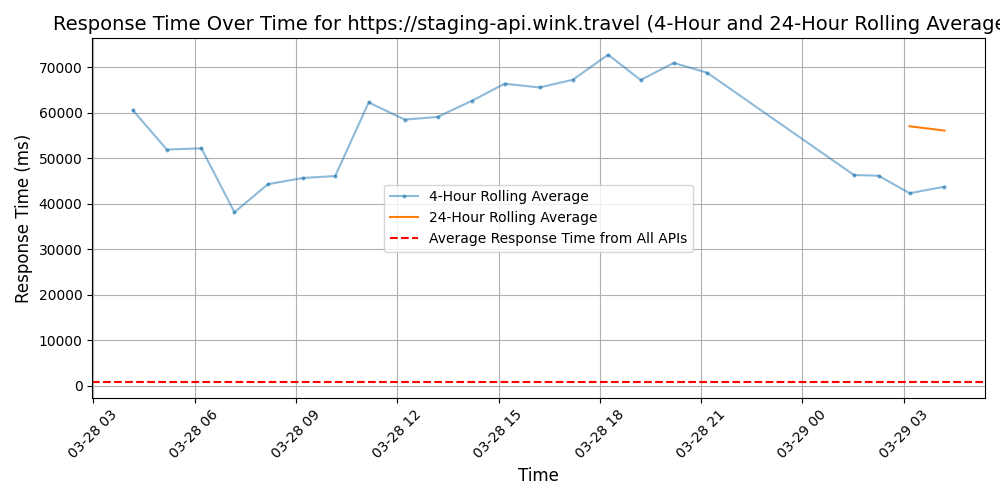 Response Time Over Time for https://staging-api.wink.travel (4-Hour and 24-Hour Rolling Average
Response Time (ms)
70000
60000
50000
40000
30000
20000
10000
0
4-Hour Rolling Average
24-Hour Rolling Average
Average Response Time from All APIs
03-28 03
03-28 06
03-28 09
03-28 12
03-28 15
03-28 18
03-28 21
03-29 00
03-29 03
Time